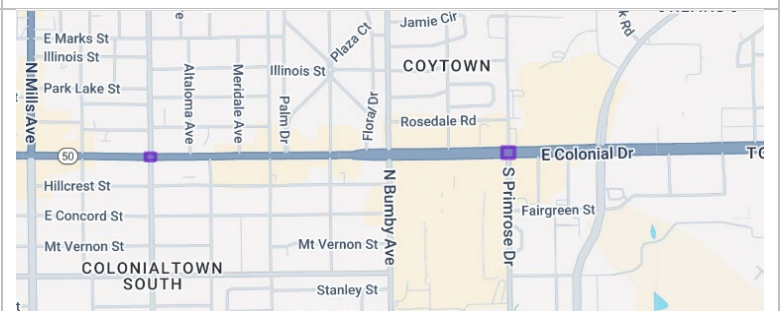 Jamie Cir
E Marks St
Plaza Ct
Illinois St
N Mills Ave
Illinois St
COYTOWN
Park Lake St
Altaloma Ave
Meridale Ave
Palm Dr
Flora Dr
Rosedale Rd
50
E Colonial Dr
Hillcrest St
N Bumby Ave
S Primrose Dr
E Concord St
Fairgreen St
Mt Vernon St
Mt Vernon St
COLONIALTOWN
SOUTH
Stanley St